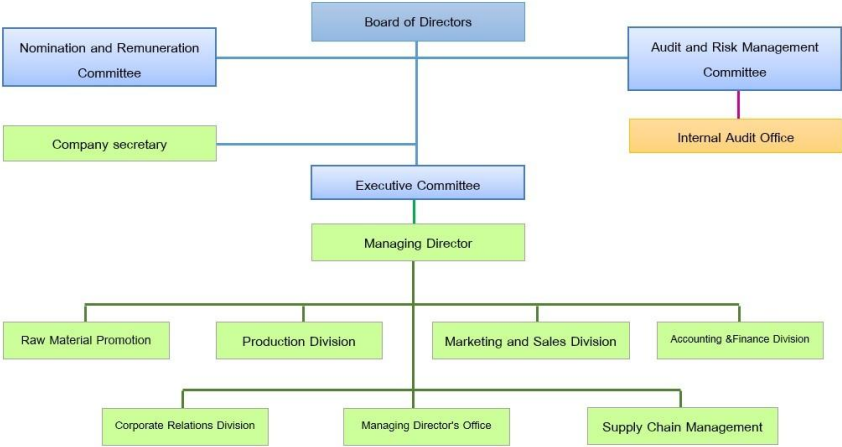 Board of Directors
Nomination and Remuneration
Committee
Audit and Risk Management
Committee
Company secretary
Internal Audit Office
Executive Committee
Managing Director
Raw Material Promotion
Production Division
Marketing and Sales Division
Accounting &Finance Division
Corporate Relations Division
Managing Director's Office
Supply Chain Management